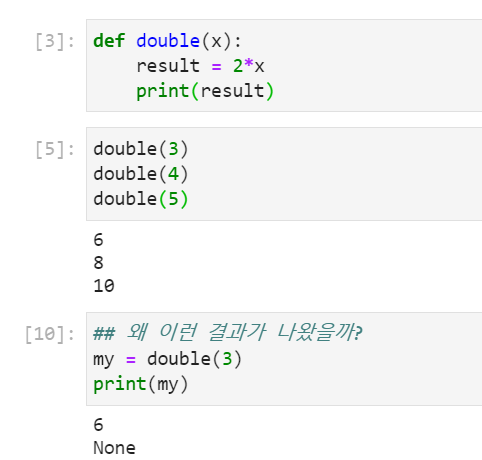 [3]: def double(x):
result = 2*x
print(result)
[5]: double(3)
double(4)
double(5)
6
8
10
[10]: ## 왜 이런 결과가 나왔을까?
my = double(3)
print(my)
6
None